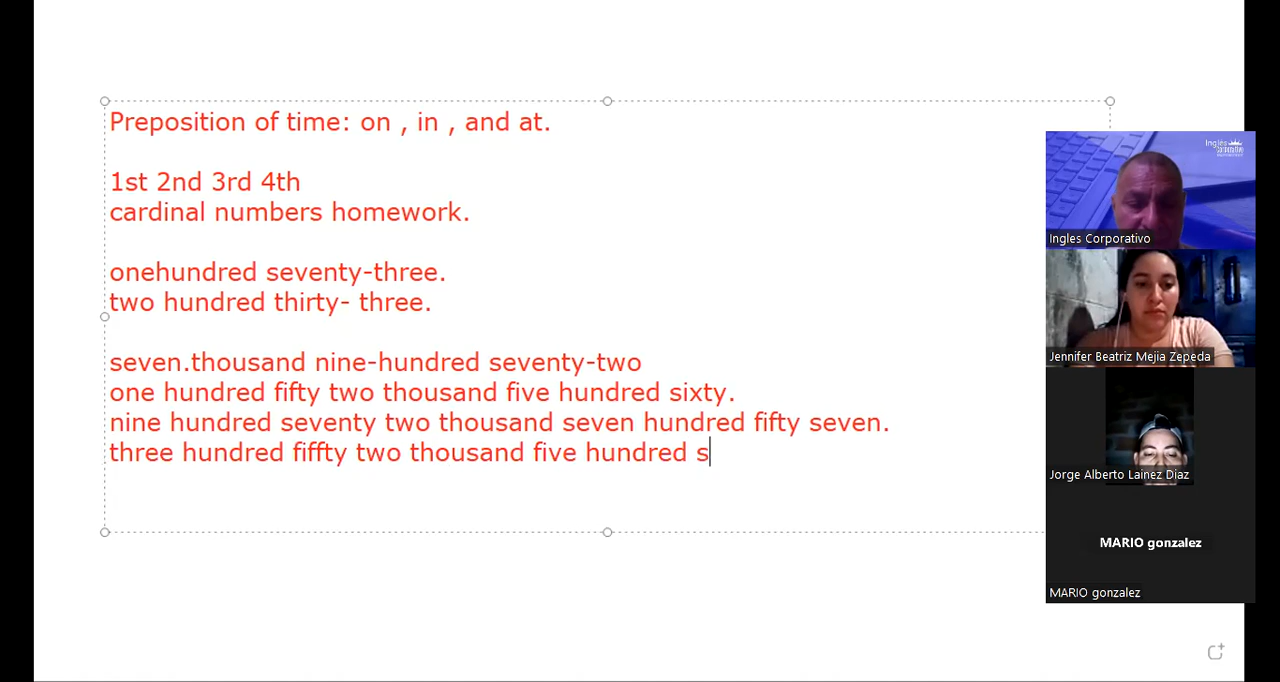 Preposition of time: on , in , and at.
1st 2nd 3rd 4th
cardinal numbers homework.
onehundred seventy-three.
two hundred thirty- three.
seven.thousand nine-hundred seventy-two
one hundred fifty two thousand five hundred sixty.
nine hundred seventy two thousand seven hundred fifty seven.
three hundred fiffty two thousand five hundred s
Ingles
Corporativo
Ingles Corporativo
Jennifer Beatriz Mejia Zepeda
Jorge Alberto Lainez Diaz
MARIO gonzalez
MARIO gonzalez